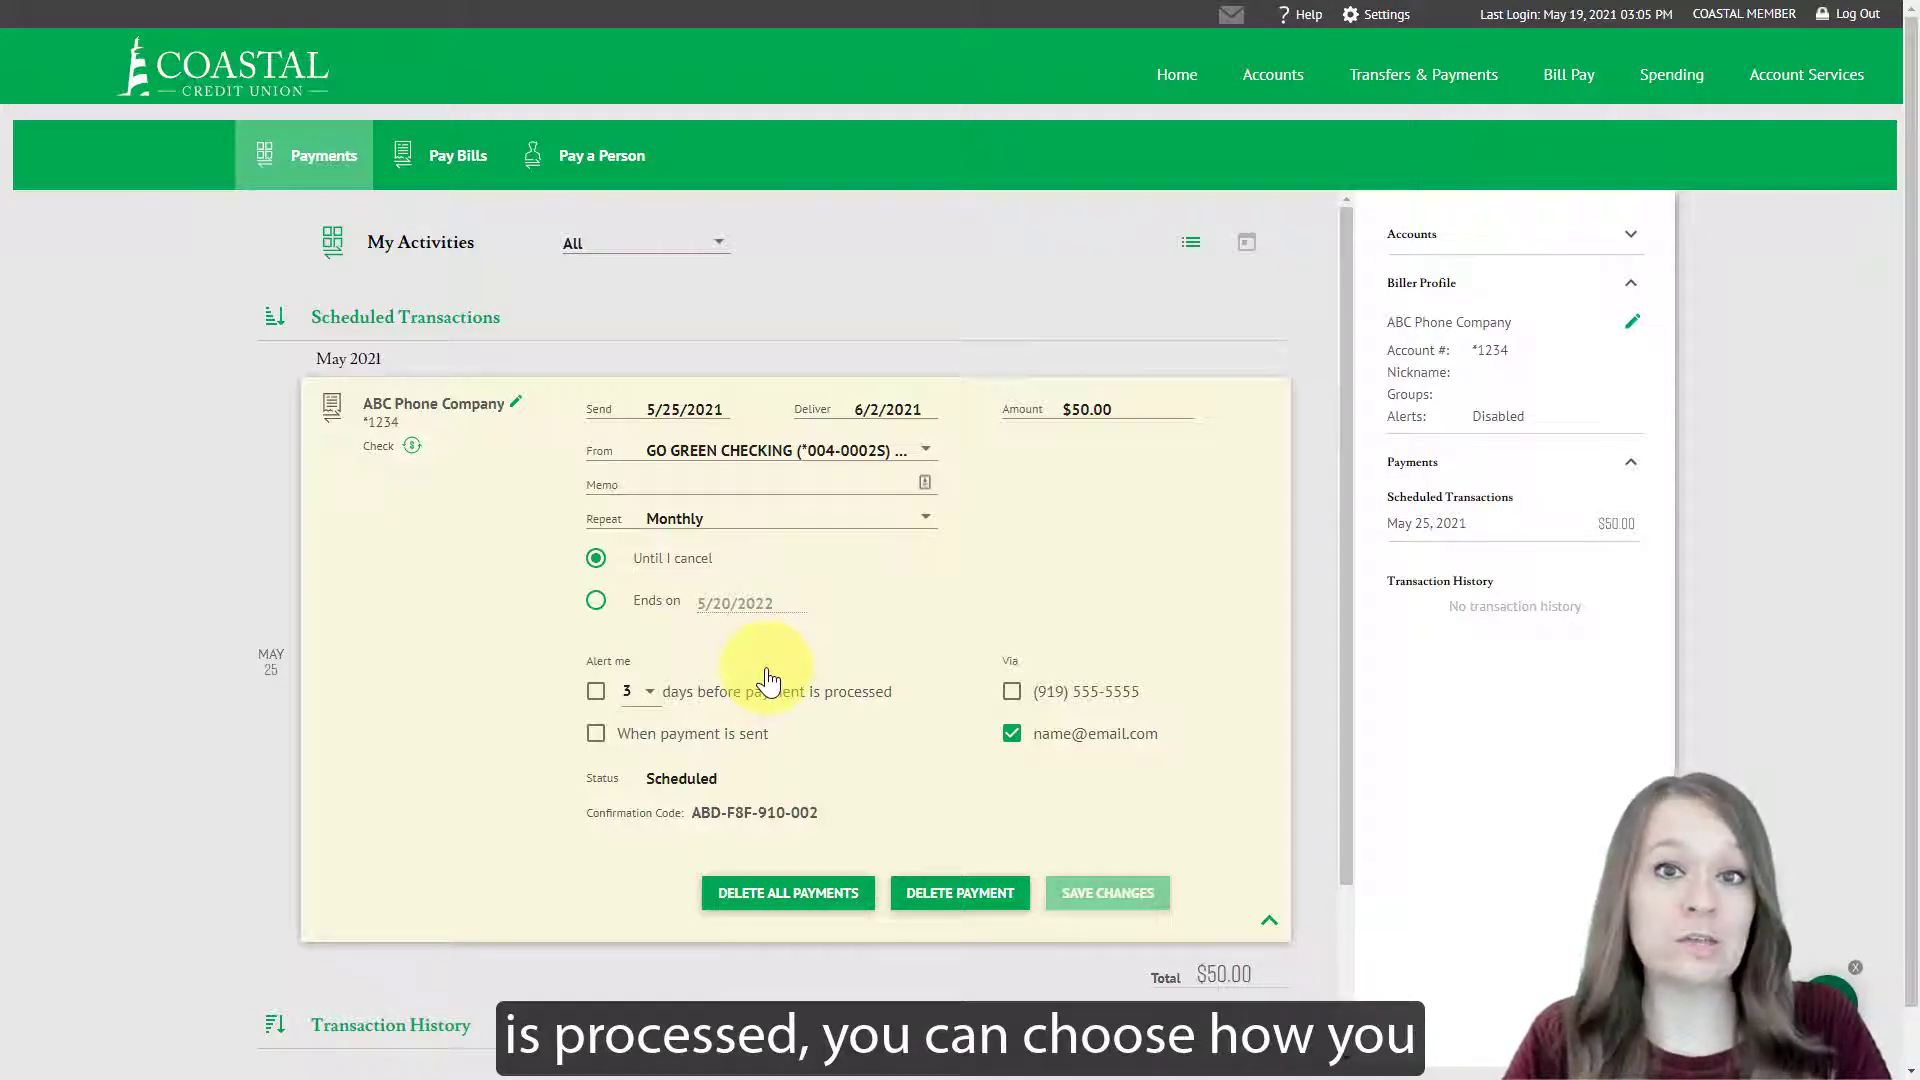 Help
Settings
Last Login: May 19, 2021 03:05 PM
COASTAL MEMBER
Log Out
COASTAL
CREDIT UNION
Home
Accounts
Transfers & Payments
Bill Pay
Spending
Account Services
Payments
Pay Bills
Pay a Person
My Activities
All
Scheduled Transactions
May 2021
MAY
25
ABC Phone Company
*1234
Check
Send 5/25/2021
Deliver 6/2/2021
Amount $50.00
From GO GREEN CHECKING (*004-0002S) ...
Memo
Repeat Monthly
Until I cancel
Ends on 5/20/2022
Alert me
3 days before payment is processed
When payment is sent
Via
(919) 555-5555
name@email.com
Status Scheduled
Confirmation Code: ABD-F8F-910-002
DELETE ALL PAYMENTS
DELETE PAYMENT
SAVE CHANGES
Total $50.00
Transaction History
Accounts
Biller Profile
ABC Phone Company
Account #: *1234
Nickname:
Groups:
Alerts: Disabled
Payments
Scheduled Transactions
May 25, 2021 $50.00
Transaction History
No transaction history
X
is processed, you can choose how you